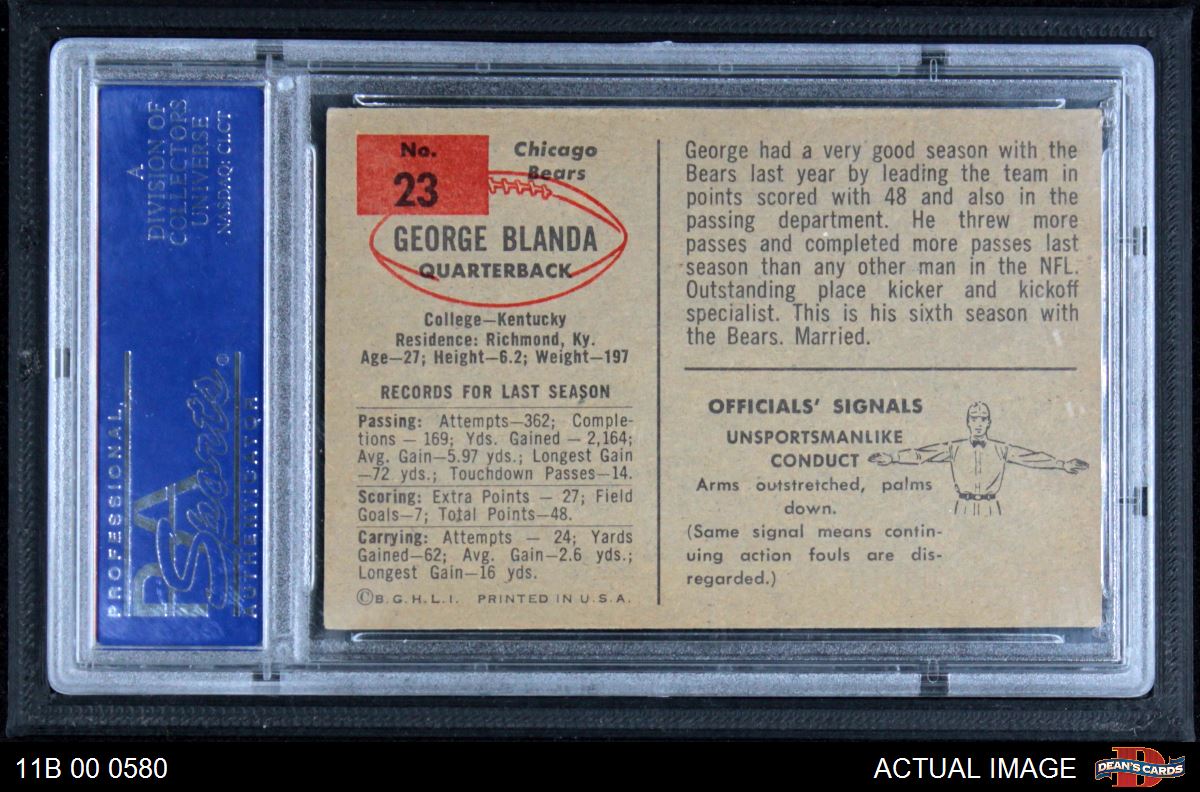 A
DIVISION OF
COLLECTORS
UNIVERSE
NASDAQ: CLCT
PROFESSIONAL
PSA
Sports
AUTHENTICATOR
No.
23
Chicago
Bears
GEORGE BLANDA
QUARTERBACK
College—Kentucky
Residence: Richmond, Ky.
Age—27; Height—6.2; Weight—197
RECORDS FOR LAST SEASON
Passing: Attempts—362; Comple-
tions — 169; Yds. Gained — 2,164;
Avg. Gain—5.97 yds.; Longest Gain
—72 yds.; Touchdown Passes—14.
Scoring: Extra Points — 27; Field
Goals—7; Total Points—48.
Carrying: Attempts — 24; Yards
Gained—62; Avg. Gain—2.6 yds.;
Longest Gain—16 yds.
©B.G.H.L.I. PRINTED IN U.S.A.
George had a very good season with the
Bears last year by leading the team in
points scored with 48 and also in the
passing department. He threw more
passes and completed more passes last
season than any other man in the NFL.
Outstanding place kicker and kickoff
specialist. This is his sixth season with
the Bears. Married.
OFFICIALS' SIGNALS
UNSPORTSMANLIKE
CONDUCT
Arms outstretched, palms
down.
(Same signal means contin-
uing action fouls are dis-
regarded.)
11B 00 0580
ACTUAL IMAGE
DEAN'S CARDS